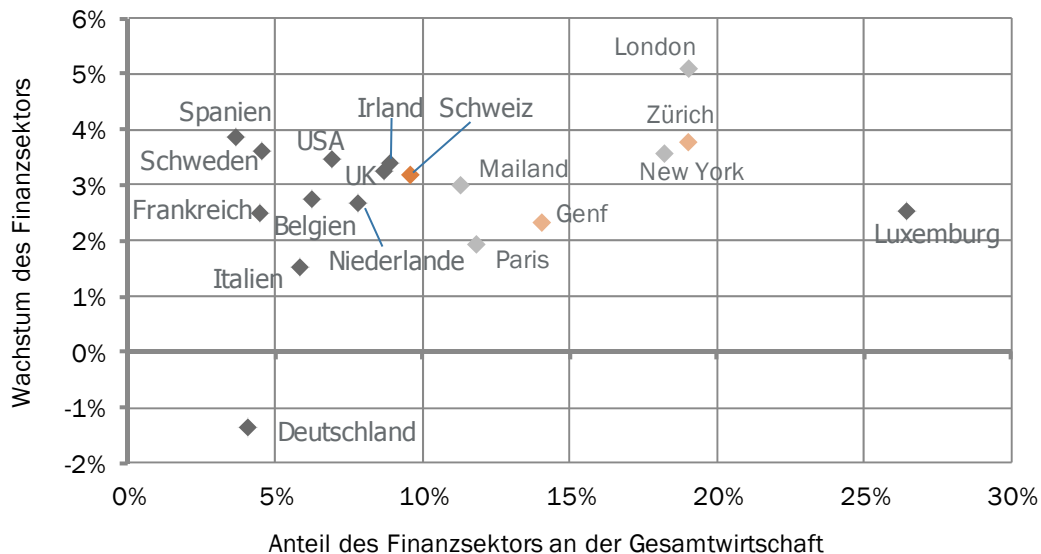 6%
5%
4%
3%
2%
1%
0%
-1%
-2%
Wachstum des Finanzsektors
London
Zürich
New York
Spanien
Irland
Schweiz
USA
Schweden
UK
Mailand
Frankreich
Belgien
Genf
Luxemburg
Niederlande
Paris
Italien
Deutschland
0%
5%
10%
15%
20%
25%
30%
Anteil des Finanzsektors an der Gesamtwirtschaft